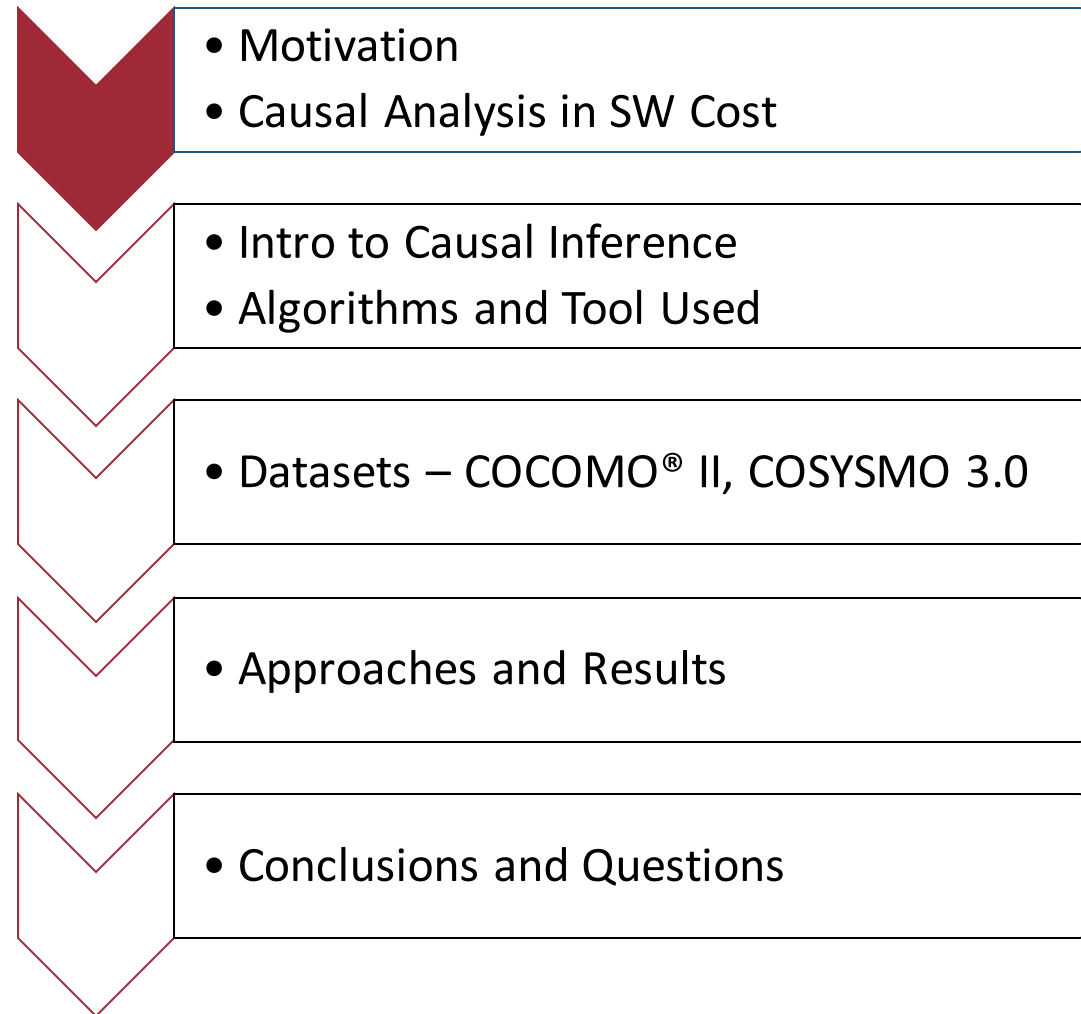 • Motivation
• Causal Analysis in SW Cost
• Intro to Causal Inference
• Algorithms and Tool Used
• Datasets – COCOMO® II, COSYSMO 3.0
• Approaches and Results
• Conclusions and Questions